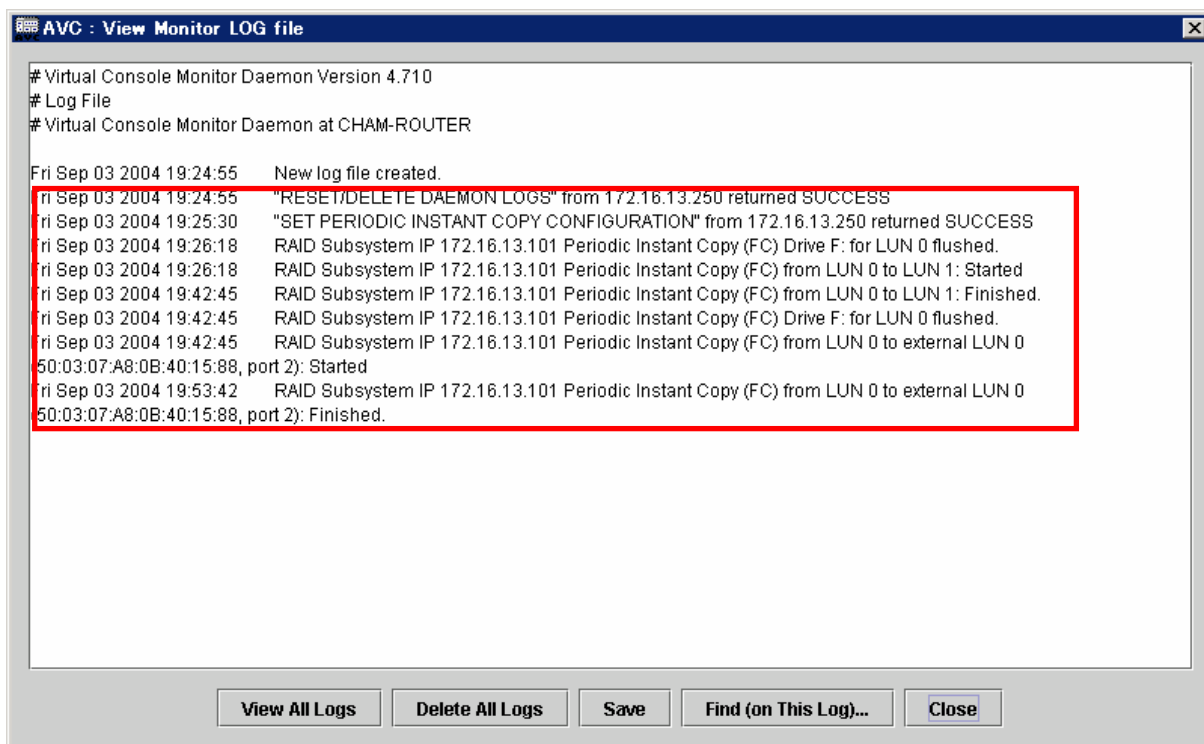 AVC : View Monitor LOG file
# Virtual Console Monitor Daemon Version 4.710
# Log File
# Virtual Console Monitor Daemon at CHAM-ROUTER
Fri Sep 03 2004 19:24:55 New log file created.
Fri Sep 03 2004 19:24:55 "RESET/DELETE DAEMON LOGS" from 172.16.13.250 returned SUCCESS
Fri Sep 03 2004 19:25:30 "SET PERIODIC INSTANT COPY CONFIGURATION" from 172.16.13.250 returned SUCCESS
Fri Sep 03 2004 19:26:18 RAID Subsystem IP 172.16.13.101 Periodic Instant Copy (FC) Drive F: for LUN 0 flushed.
Fri Sep 03 2004 19:26:18 RAID Subsystem IP 172.16.13.101 Periodic Instant Copy (FC) from LUN 0 to LUN 1: Started
Fri Sep 03 2004 19:42:45 RAID Subsystem IP 172.16.13.101 Periodic Instant Copy (FC) from LUN 0 to LUN 1: Finished.
Fri Sep 03 2004 19:42:45 RAID Subsystem IP 172.16.13.101 Periodic Instant Copy (FC) Drive F: for LUN 0 flushed.
Fri Sep 03 2004 19:42:45 RAID Subsystem IP 172.16.13.101 Periodic Instant Copy (FC) from LUN 0 to external LUN 0
(50:03:07:A8:0B:40:15:88, port 2): Started
Fri Sep 03 2004 19:53:42 RAID Subsystem IP 172.16.13.101 Periodic Instant Copy (FC) from LUN 0 to external LUN 0
(50:03:07:A8:0B:40:15:88, port 2): Finished.
View All Logs Delete All Logs Save Find (on This Log)... Close